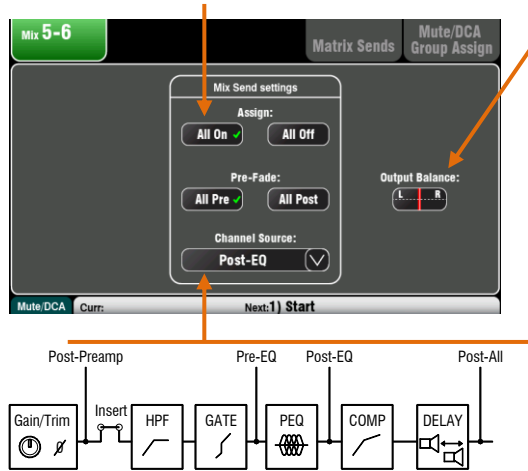 Mix 5-6
Matrix Sends
Mute/DCA
Group Assign
Mix Send settings
Assign:
All On
All Off
Pre-Fade:
All Pre
All Post
Output Balance:
L R
Channel Source:
Post-EQ
Mute/DCA Curr: Next:1) Start
Post-Preamp Pre-EQ Post-EQ Post-All
Gain/Trim Insert HPF GATE PEQ COMP DELAY